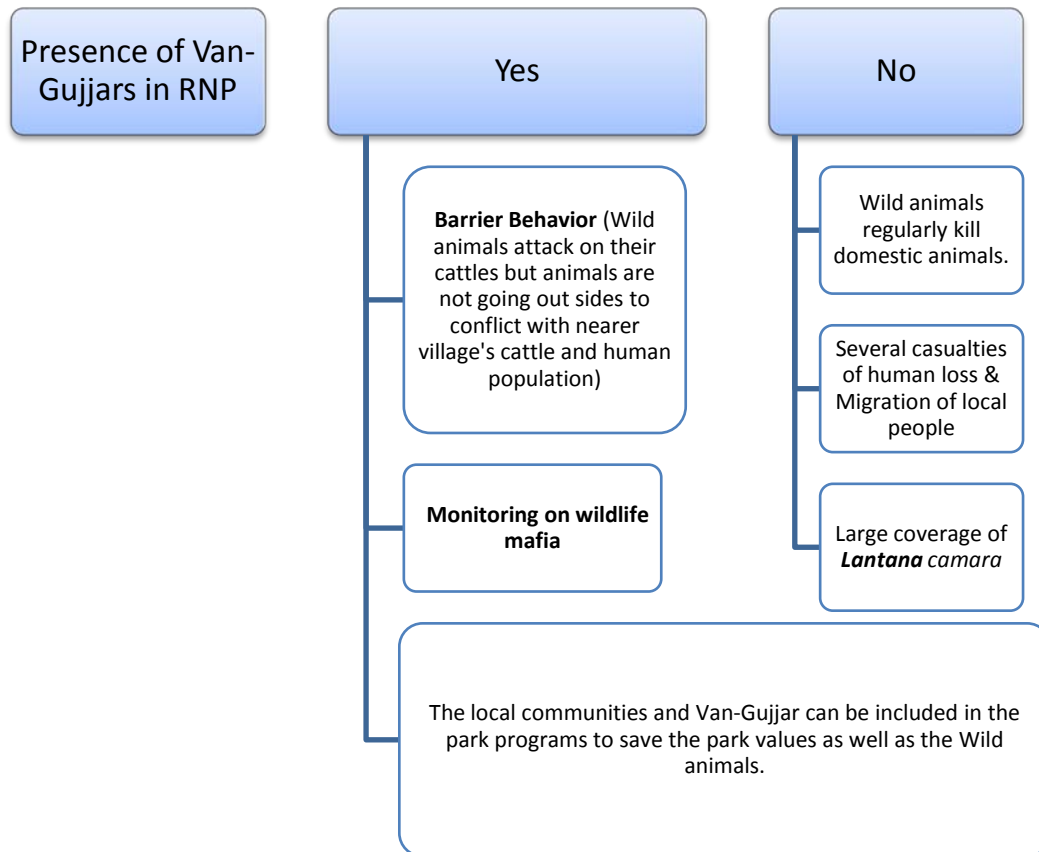 Presence of Van-
Gujjars in RNP
Yes
No
Barrier Behavior (Wild
animals attack on their
cattles but animals are
not going out sides to
conflict with nearer
village's cattle and human
population)
Monitoring on wildlife
mafia
The local communities and Van-Gujjar can be included in the
park programs to save the park values as well as the Wild
animals.
Wild animals
regularly kill
domestic animals.
Several casualties
of human loss &
Migration of local
people
Large coverage of
Lantana camara